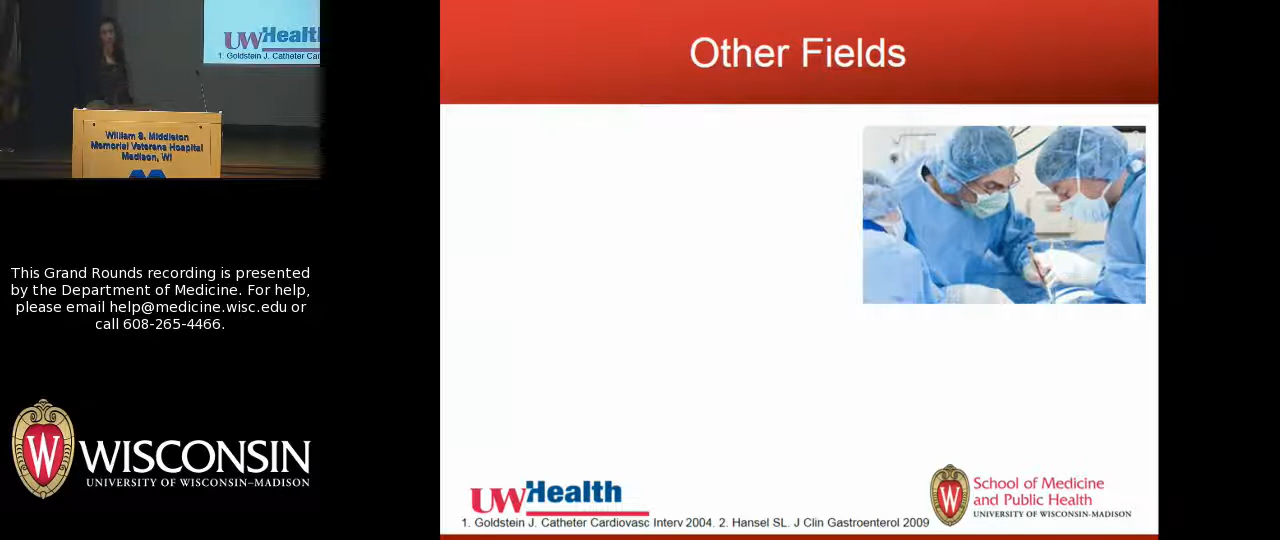 UWHealth
1. Goldstein J. Catheter Car
William S. Middleton
Memorial Veterans Hospital
Madison, WI
This Grand Rounds recording is presented
by the Department of Medicine. For help,
please email help@medicine.wisc.edu or
call 608-265-4466.
W WISCONSIN
UNIVERSITY OF WISCONSIN–MADISON
Other Fields
UWHealth
1. Goldstein J. Catheter Cardiovasc Interv 2004. 2. Hansel SL. J Clin Gastroenterol 2009
W
School of Medicine
and Public Health
UNIVERSITY OF WISCONSIN-MADISON